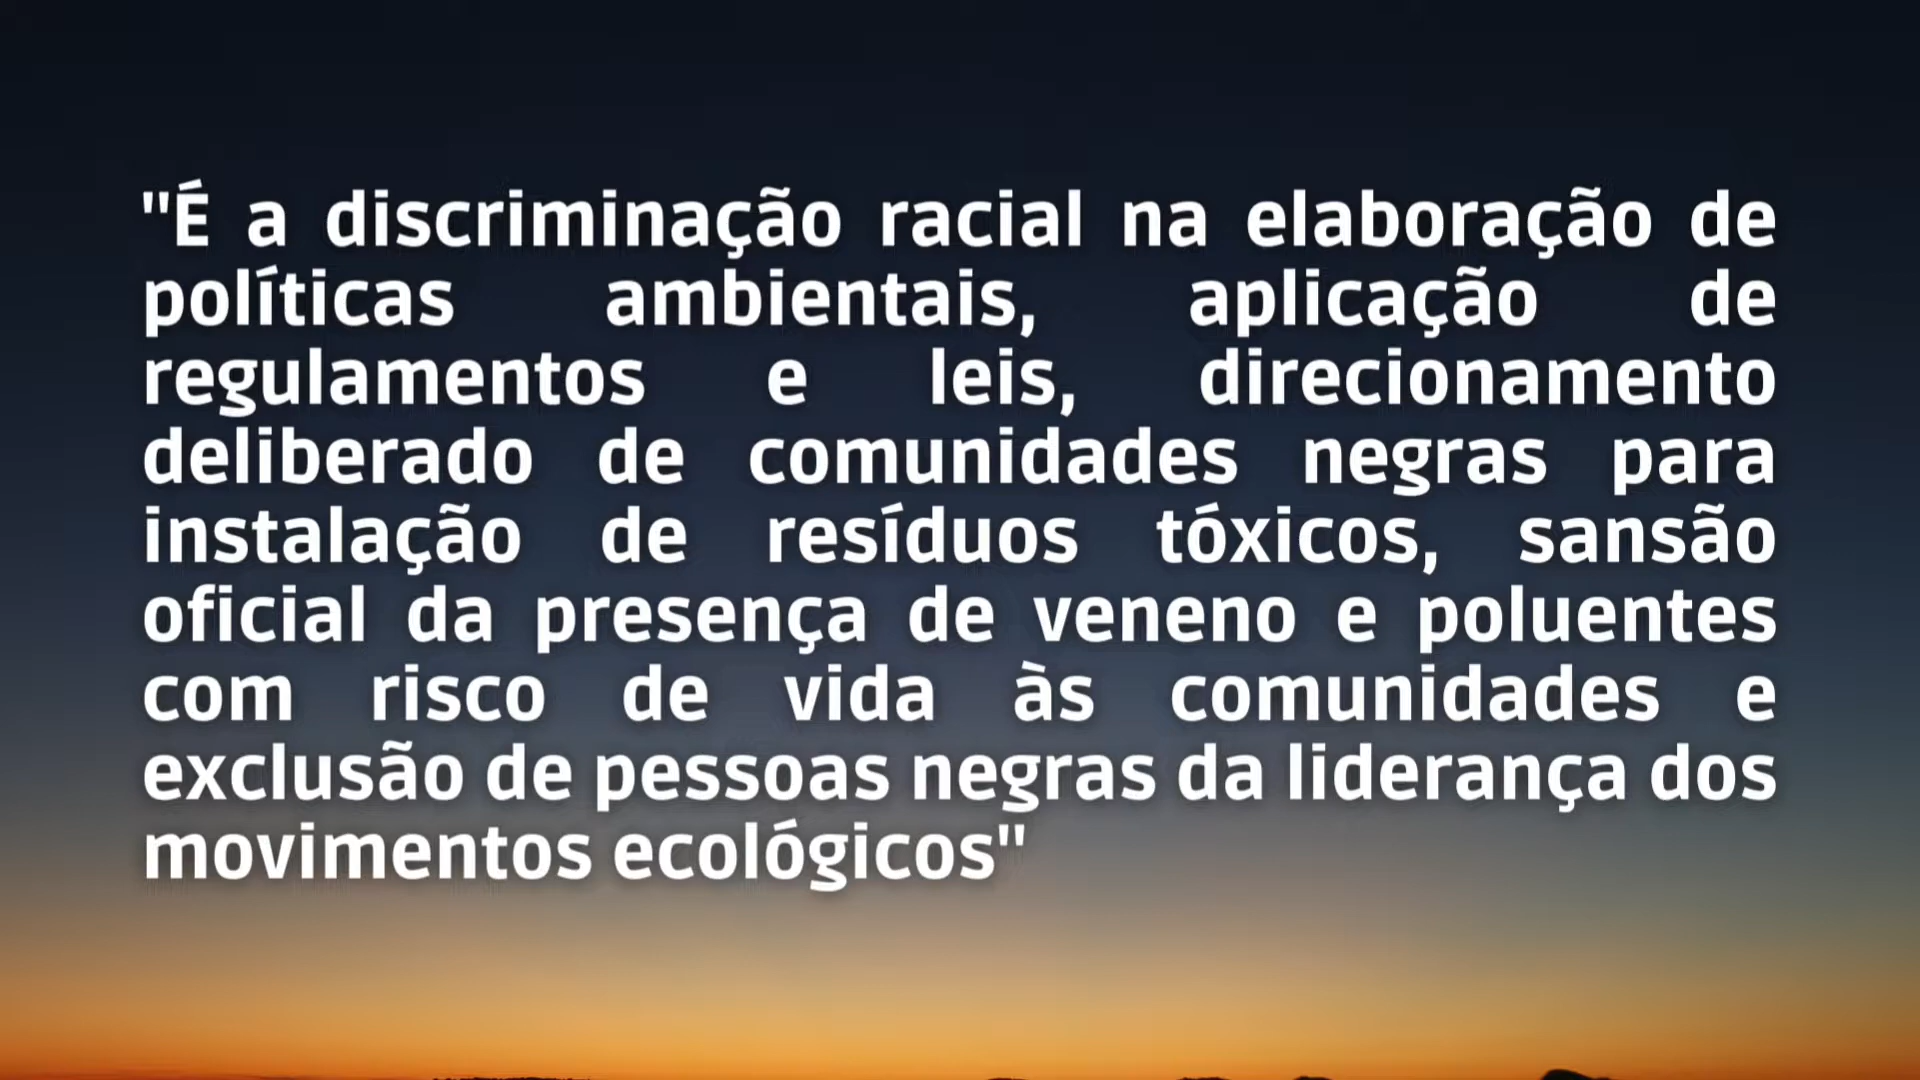 "É a discriminação racial na elaboração de
políticas ambientais, aplicação de
regulamentos e leis, direcionamento
deliberado de comunidades negras para
instalação de resíduos tóxicos, sansão
oficial da presença de veneno e poluentes
com risco de vida às comunidades e
exclusão de pessoas negras da liderança dos
movimentos ecológicos"